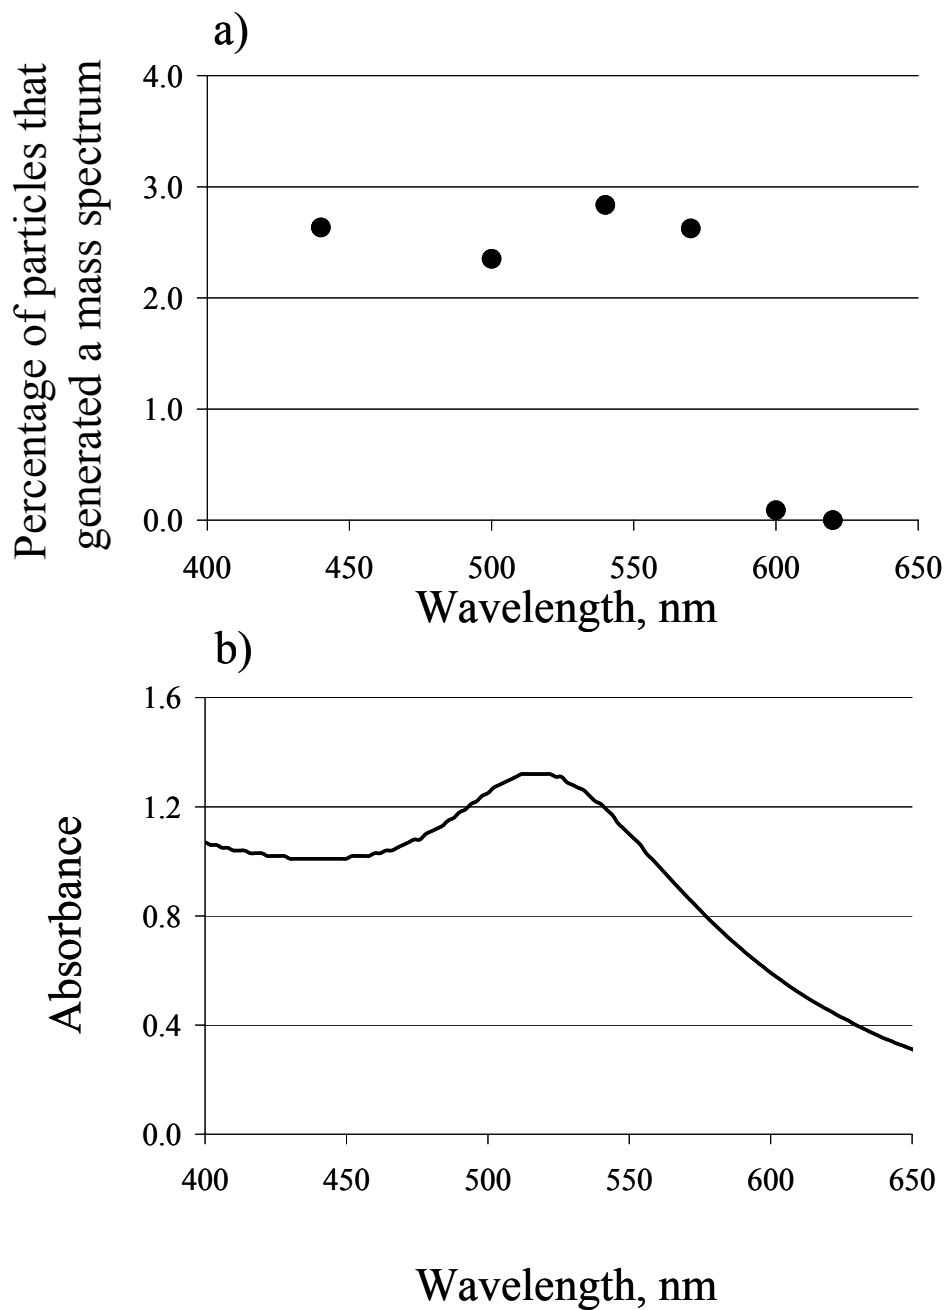 a)
Percentage of particles that
generated a mass spectrum
4.0
3.0
2.0
1.0
0.0
400 450 500 550 600 650
Wavelength, nm
b)
Absorbance
1.6
1.2
0.8
0.4
0.0
400 450 500 550 600 650
Wavelength, nm